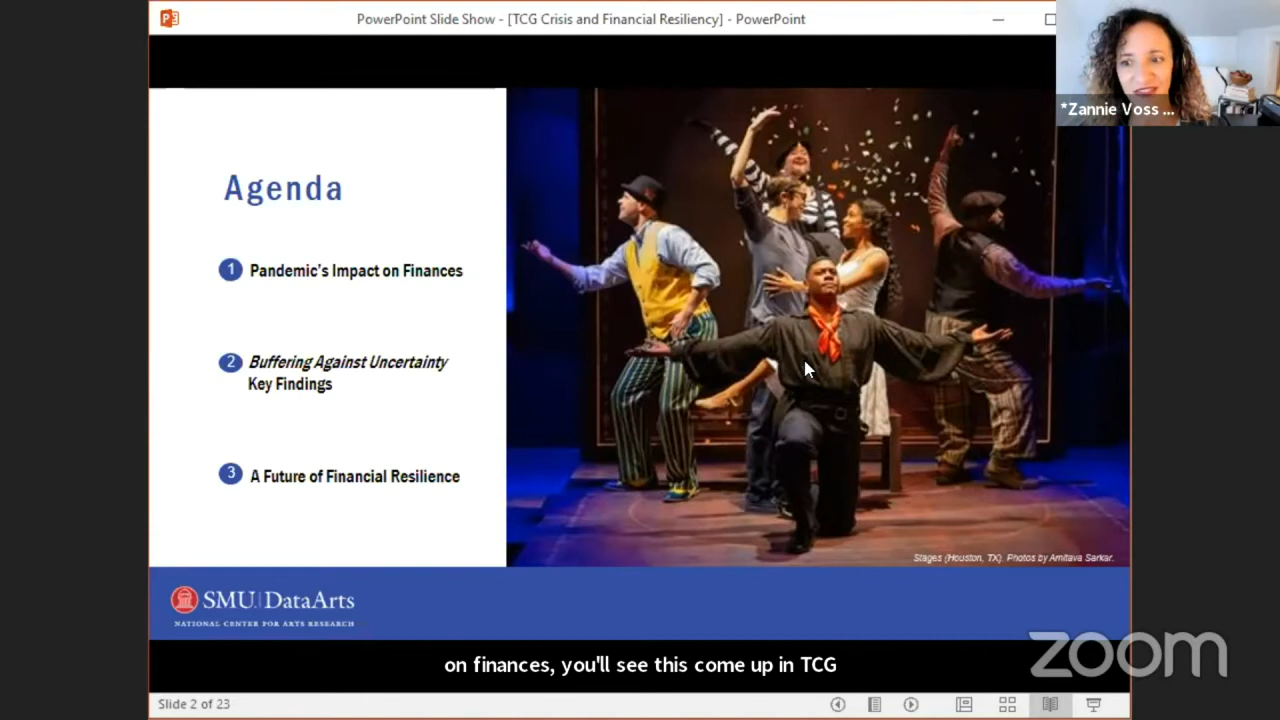 PowerPoint Slide Show - [TCG Crisis and Financial Resiliency] - PowerPoint
*Zannie Voss ...
Agenda
1 Pandemic's Impact on Finances
2 Buffering Against Uncertainty
Key Findings
3 A Future of Financial Resilience
Stages (Houston, TX). Photos by Amitava Sarkar.
SMU DataArts
NATIONAL CENTER FOR ARTS RESEARCH
on finances, you'll see this come up in TCG
zoom
Slide 2 of 23